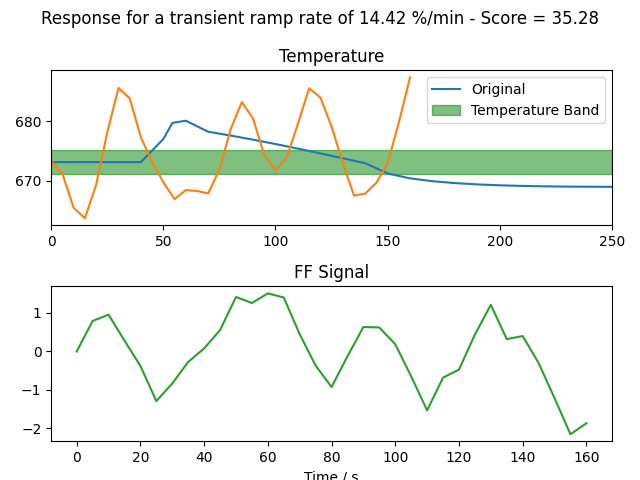 Response for a transient ramp rate of 14.42 %/min - Score = 35.28
Temperature
Original
Temperature Band
680
670
0 50 100 150 200 250
FF Signal
1
0
−1
−2
0 20 40 60 80 100 120 140 160
Time / s